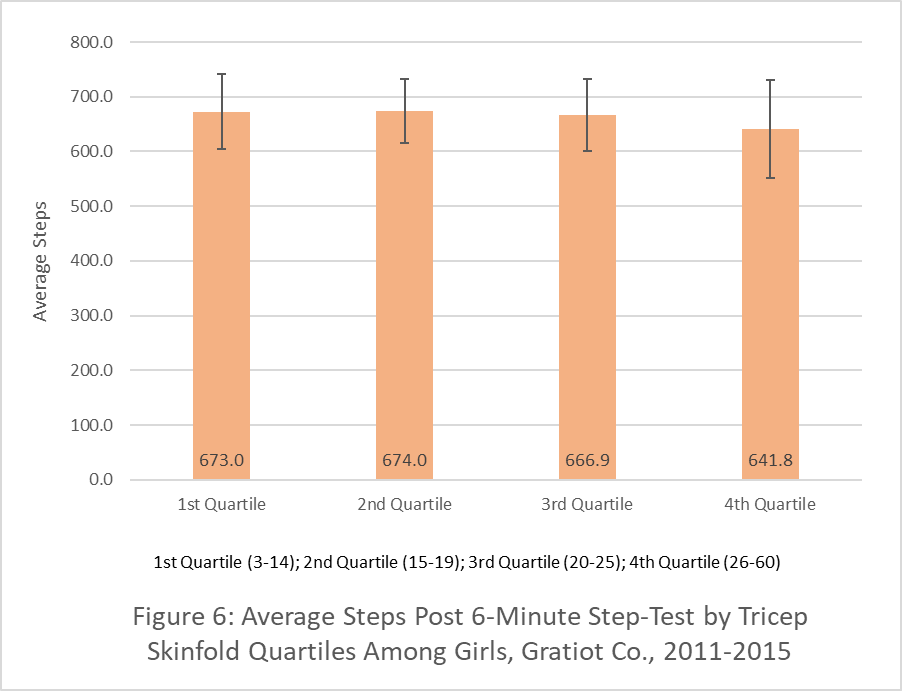 800.0
700.0
600.0
500.0
400.0
300.0
200.0
100.0
0.0
Average Steps
673.0
674.0
666.9
641.8
1st Quartile
2nd Quartile
3rd Quartile
4th Quartile
1st Quartile (3-14); 2nd Quartile (15-19); 3rd Quartile (20-25); 4th Quartile (26-60)
Figure 6: Average Steps Post 6-Minute Step-Test by Tricep
Skinfold Quartiles Among Girls, Gratiot Co., 2011-2015